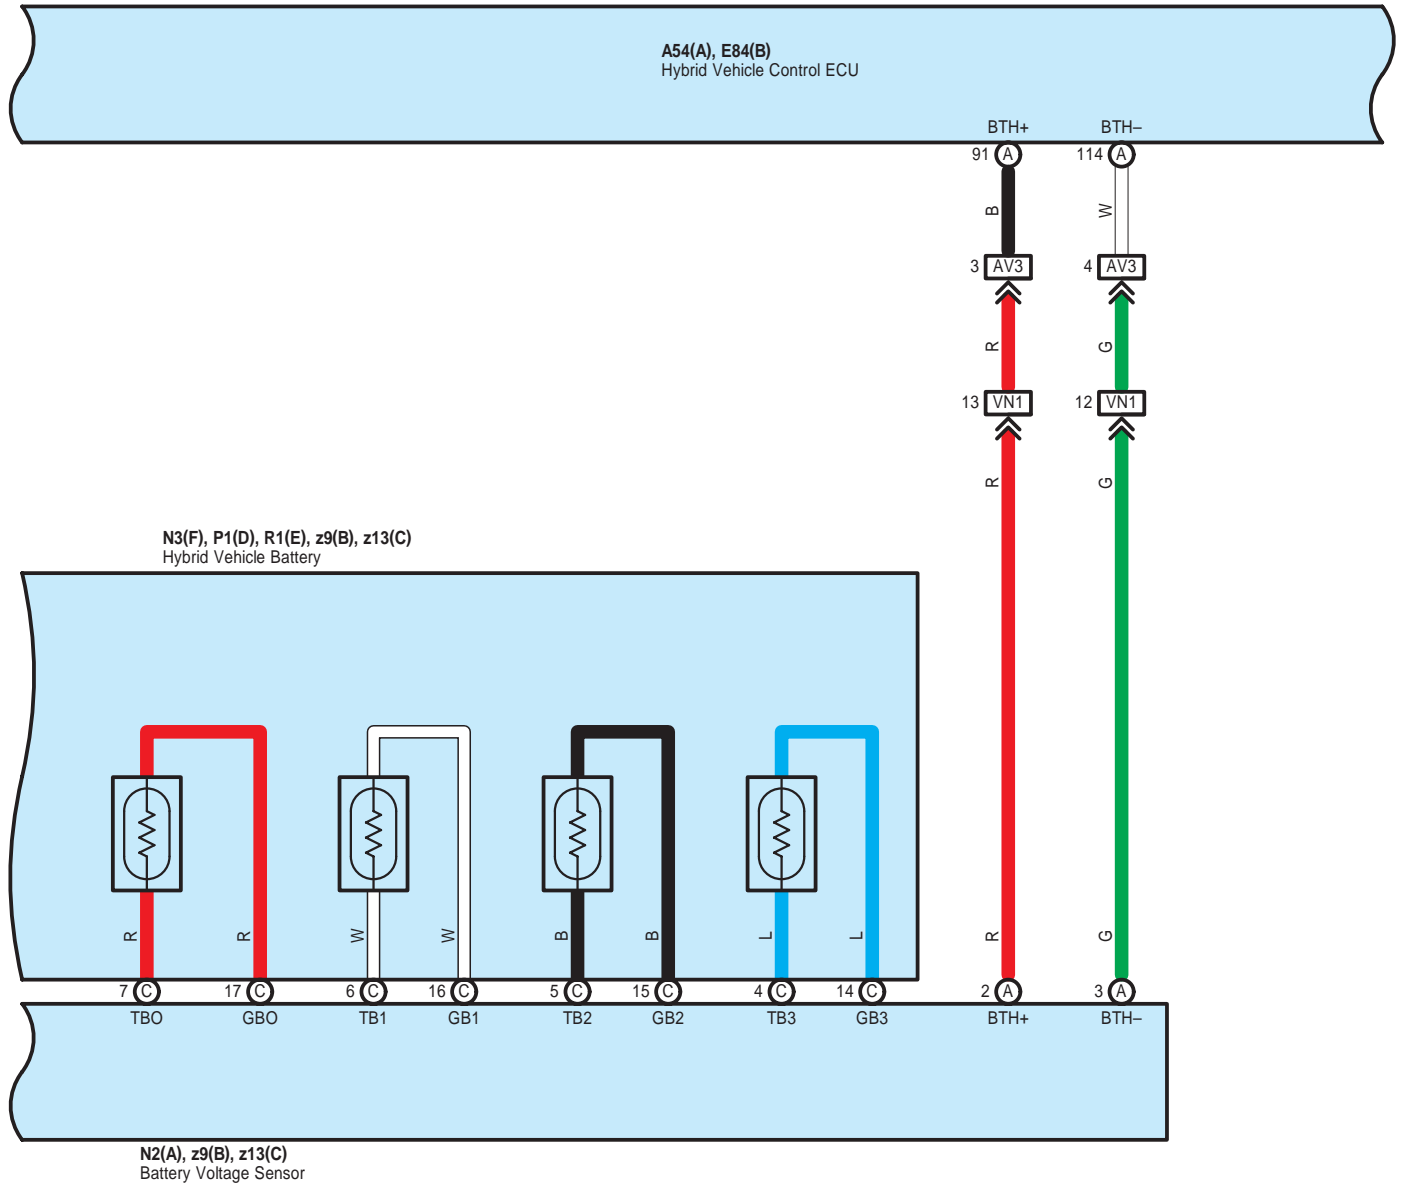 A54(A), E84(B)
Hybrid Vehicle Control ECU
BTH+ BTH–
91 A 114 A
B W
3 AV3 4 AV3
R G
13 VN1 12 VN1
R G
N3(F), P1(D), R1(E), z9(B), z13(C)
Hybrid Vehicle Battery
R R W W B B L L R G
7 C 17 C 6 C 16 C 5 C 15 C 4 C 14 C 2 A 3 A
TBO GBO TB1 GB1 TB2 GB2 TB3 GB3 BTH+ BTH–
N2(A), z9(B), z13(C)
Battery Voltage Sensor